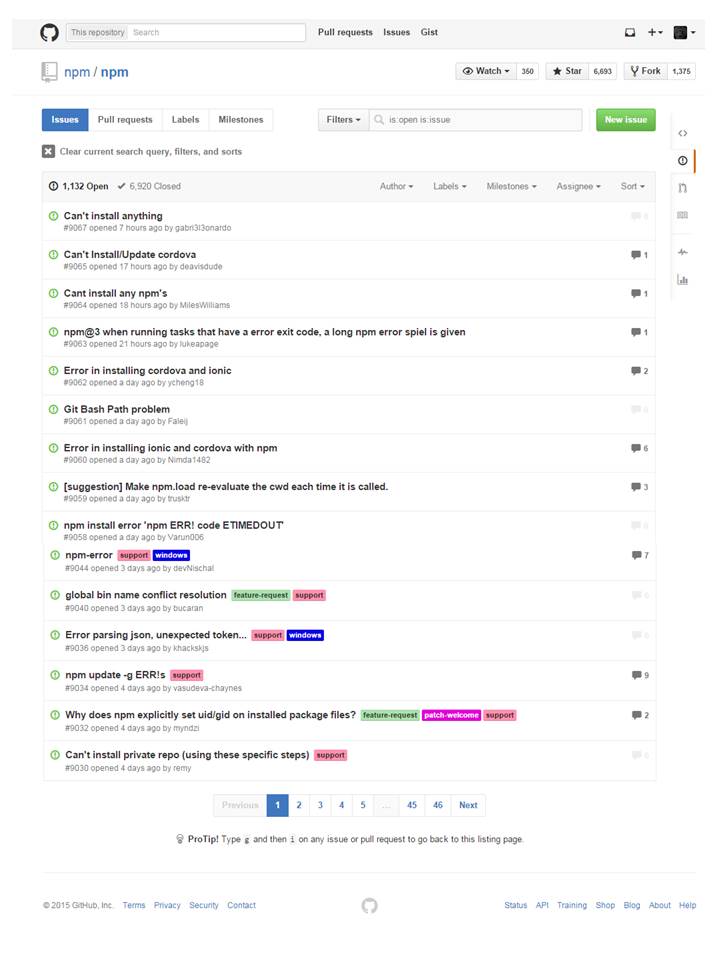 This repository Search Pull requests Issues Gist
npm / npm Watch 350 Star 6,693 Fork 1,375
Issues Pull requests Labels Milestones Filters is:open is:issue New issue
Clear current search query, filters, and sorts
1,132 Open 6,920 Closed Author Labels Milestones Assignee Sort
Can't install anything 0
#9067 opened 7 hours ago by gabri3l3onardo
Can't Install/Update cordova 1
#9065 opened 17 hours ago by deavisdude
Cant install any npm's 1
#9064 opened 18 hours ago by MilesWilliams
npm@3 when running tasks that have a error exit code, a long npm error spiel is given 1
#9063 opened 21 hours ago by lukeapage
Error in installing cordova and ionic 2
#9062 opened a day ago by ycheng18
Git Bash Path problem 0
#9061 opened a day ago by Faleij
Error in installing ionic and cordova with npm 6
#9060 opened a day ago by Nimda1482
[suggestion] Make npm.load re-evaluate the cwd each time it is called. 3
#9059 opened a day ago by trusktr
npm install error 'npm ERR! code ETIMEDOUT' 0
#9058 opened a day ago by Varun006
npm-error support windows 7
#9044 opened 3 days ago by devNischal
global bin name conflict resolution feature-request support 0
#9040 opened 3 days ago by bucaran
Error parsing json, unexpected token... support windows 0
#9036 opened 3 days ago by khackskjs
npm update -g ERR!s support 9
#9034 opened 4 days ago by vasudeva-chaynes
Why does npm explicitly set uid/gid on installed package files? feature-request patch-welcome support 2
#9032 opened 4 days ago by myndzi
Can't install private repo (using these specific steps) support 0
#9030 opened 4 days ago by remy
Previous 1 2 3 4 5 ... 45 46 Next
ProTip! Type g and then i on any issue or pull request to go back to this listing page.
© 2015 GitHub, Inc. Terms Privacy Security Contact Status API Training Shop Blog About Help